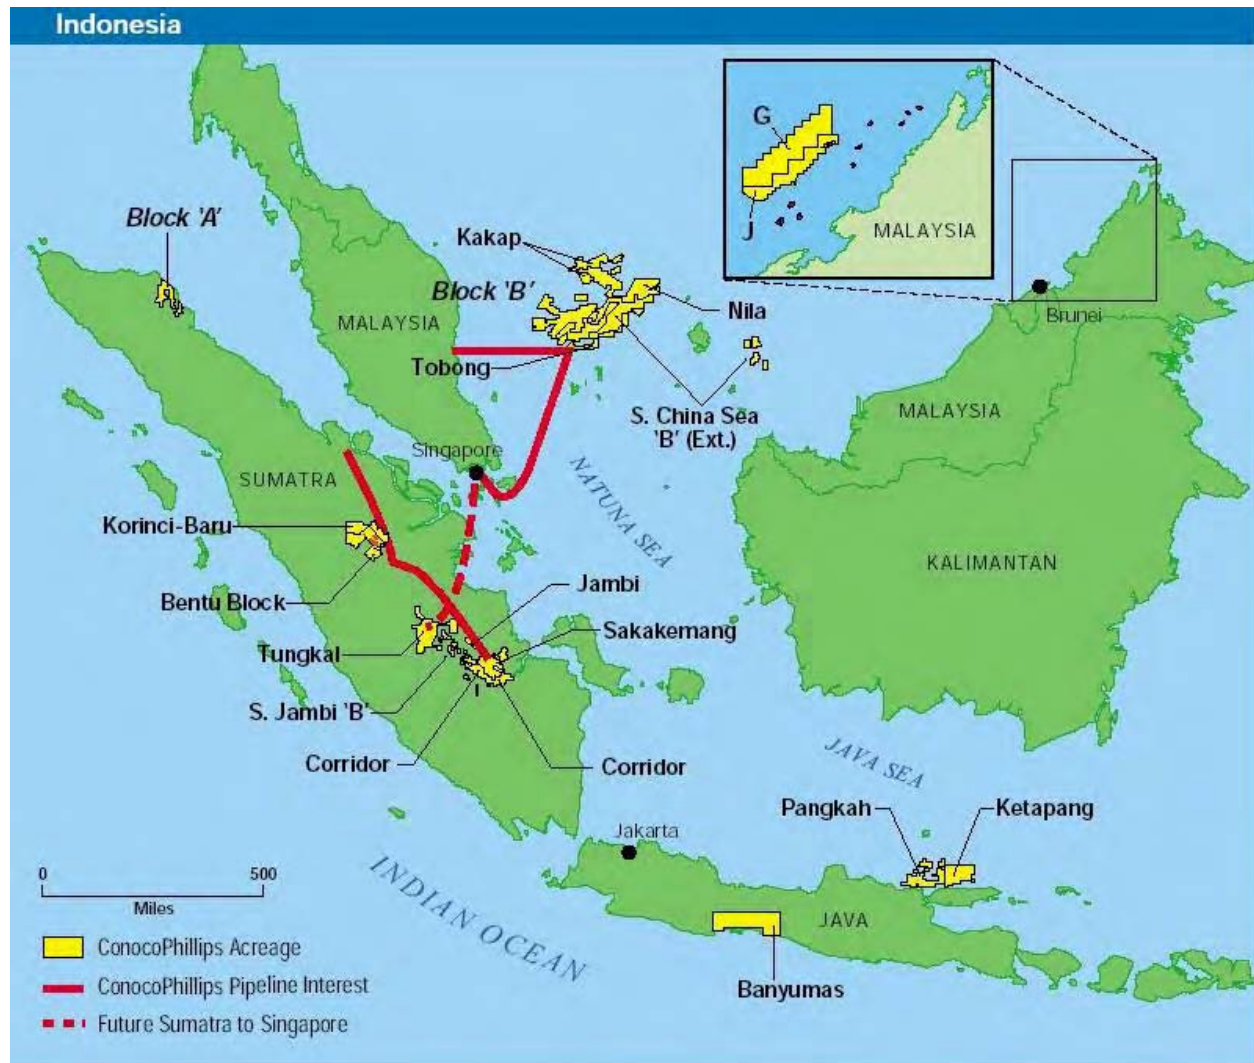 Indonesia
G
J
MALAYSIA
Block 'A'
Kakap
Block 'B'
Nila
MALAYSIA
Tobong
Brunei
S. China Sea
'B' (Ext.)
MALAYSIA
Singapore
NATUNA SEA
SUMATRA
Korinci-Baru
KALIMANTAN
Bentu Block
Jambi
Sakakemang
Tungkal
S. Jambi 'B'
Corridor
Corridor
JAVA SEA
Pangkah
Ketapang
Jakarta
INDIAN OCEAN
0 500
Miles
JAVA
ConocoPhillips Acreage
ConocoPhillips Pipeline Interest
Banyumas
Future Sumatra to Singapore